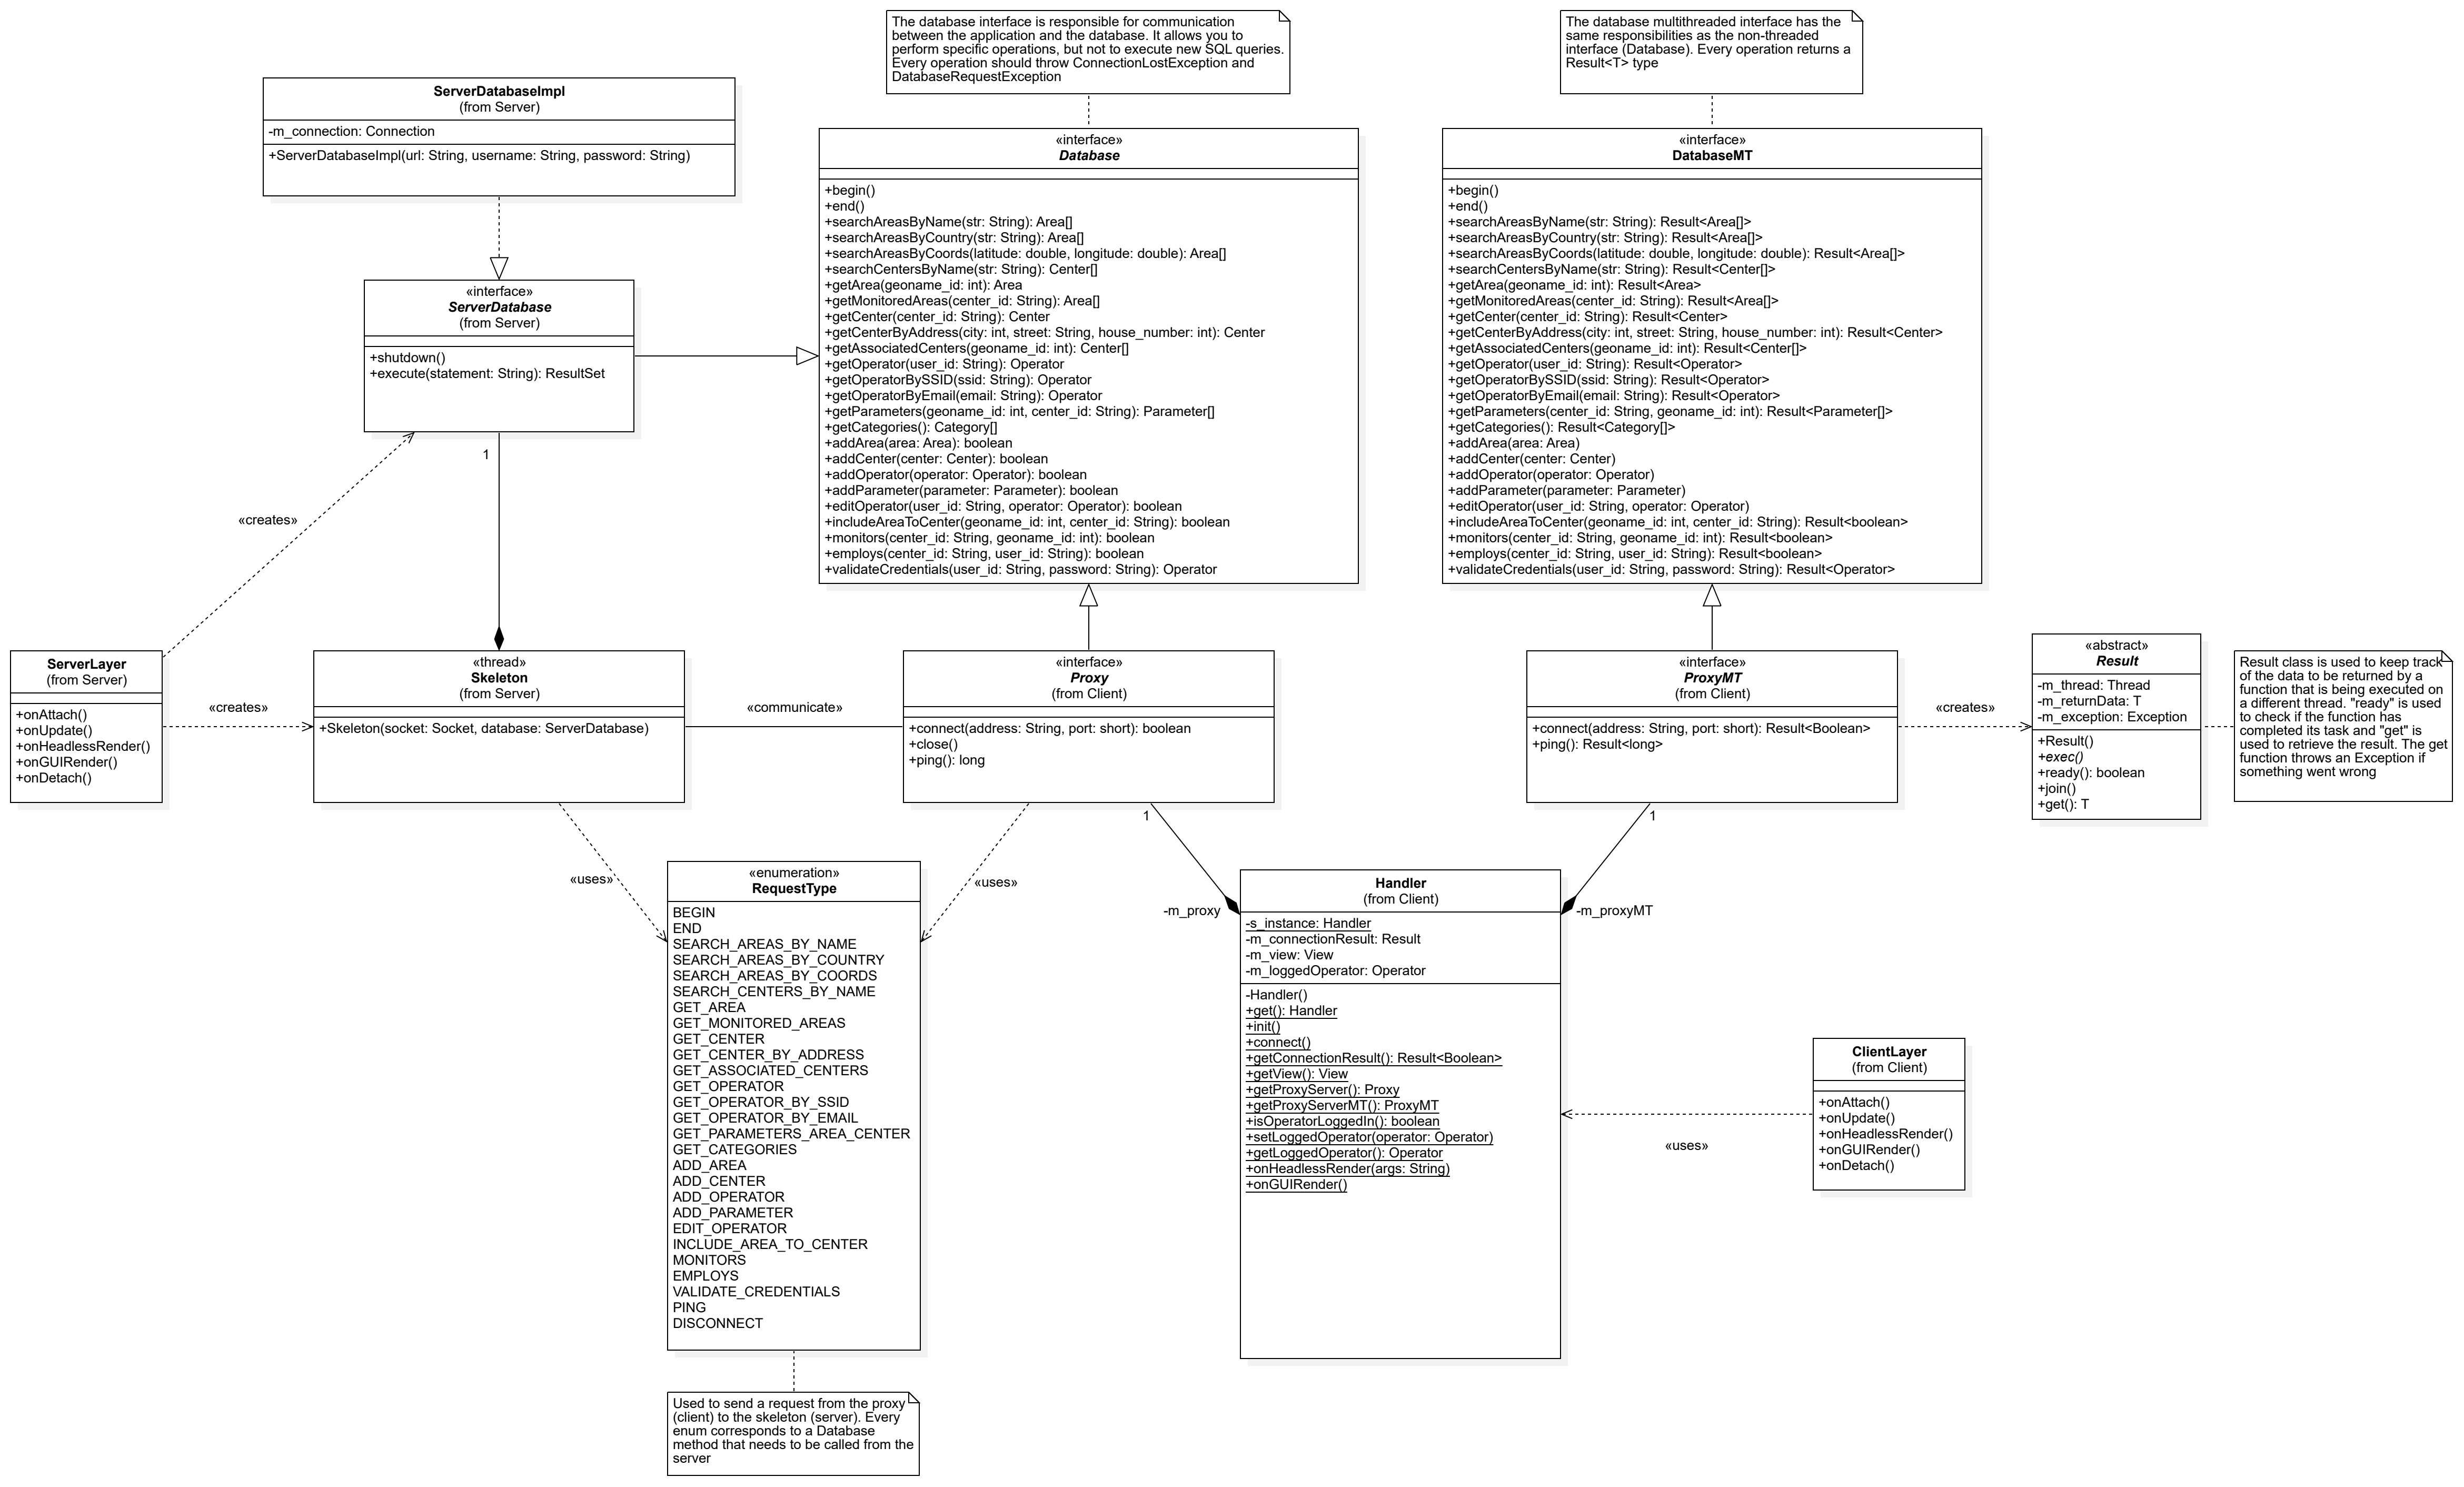 The database interface is responsible for communication
between the application and the database. It allows you to
perform specific operations, but not to execute new SQL queries.
Every operation should throw ConnectionLostException and
DatabaseRequestException
The database multithreaded interface has the
same responsibilities as the non-threaded
interface (Database). Every operation returns a
Result<T> type
ServerDatabaseImpl
(from Server)
-m_connection: Connection
+ServerDatabaseImpl(url: String, username: String, password: String)
«interface»
Database
+begin()
+end()
+searchAreasByName(str: String): Area[]
+searchAreasByCountry(str: String): Area[]
+searchAreasByCoords(latitude: double, longitude: double): Area[]
+searchCentersByName(str: String): Center[]
+getArea(geoname_id: int): Area
+getMonitoredAreas(center_id: String): Area[]
+getCenter(center_id: String): Center
+getCenterByAddress(city: int, street: String, house_number: int): Center
+getAssociatedCenters(geoname_id: int): Center[]
+getOperator(user_id: String): Operator
+getOperatorBySSID(ssid: String): Operator
+getOperatorByEmail(email: String): Operator
+getParameters(geoname_id: int, center_id: String): Parameter[]
+getCategories(): Category[]
+addArea(area: Area): boolean
+addCenter(center: Center): boolean
+addOperator(operator: Operator): boolean
+addParameter(parameter: Parameter): boolean
+editOperator(user_id: String, operator: Operator): boolean
+includeAreaToCenter(geoname_id: int, center_id: String): boolean
+monitors(center_id: String, geoname_id: int): boolean
+employs(center_id: String, user_id: String): boolean
+validateCredentials(user_id: String, password: String): Operator
«interface»
DatabaseMT
+begin()
+end()
+searchAreasByName(str: String): Result<Area[]>
+searchAreasByCountry(str: String): Result<Area[]>
+searchAreasByCoords(latitude: double, longitude: double): Result<Area[]>
+searchCentersByName(str: String): Result<Center[]>
+getArea(geoname_id: int): Result<Area>
+getMonitoredAreas(center_id: String): Result<Area[]>
+getCenter(center_id: String): Result<Center>
+getCenterByAddress(city: int, street: String, house_number: int): Result<Center>
+getAssociatedCenters(geoname_id: int): Result<Center[]>
+getOperator(user_id: String): Result<Operator>
+getOperatorBySSID(ssid: String): Result<Operator>
+getOperatorByEmail(email: String): Result<Operator>
+getParameters(center_id: String, geoname_id: int): Result<Parameter[]>
+getCategories(): Result<Category[]>
+addArea(area: Area)
+addCenter(center: Center)
+addOperator(operator: Operator)
+addParameter(parameter: Parameter)
+editOperator(user_id: String, operator: Operator)
+includeAreaToCenter(geoname_id: int, center_id: String): Result<boolean>
+monitors(center_id: String, geoname_id: int): Result<boolean>
+employs(center_id: String, user_id: String): Result<boolean>
+validateCredentials(user_id: String, password: String): Result<Operator>
«interface»
ServerDatabase
(from Server)
+shutdown()
+execute(statement: String): ResultSet
1
«creates»
ServerLayer
(from Server)
+onAttach()
+onUpdate()
+onHeadlessRender()
+onGUIRender()
+onDetach()
«creates»
«thread»
Skeleton
(from Server)
+Skeleton(socket: Socket, database: ServerDatabase)
«communicate»
«interface»
Proxy
(from Client)
+connect(address: String, port: short): boolean
+close()
+ping(): long
«interface»
ProxyMT
(from Client)
+connect(address: String, port: short): Result<Boolean>
+ping(): Result<long>
«creates»
«abstract»
Result
-m_thread: Thread
-m_returnData: T
-m_exception: Exception
+Result()
+exec()
+ready(): boolean
+join()
+get(): T
Result class is used to keep track
of the data to be returned by a
function that is being executed on
a different thread. "ready" is used
to check if the function has
completed its task and "get" is
used to retrieve the result. The get
function throws an Exception if
something went wrong
1
1
«uses»
«uses»
-m_proxy
-m_proxyMT
«enumeration»
RequestType
BEGIN
END
SEARCH_AREAS_BY_NAME
SEARCH_AREAS_BY_COUNTRY
SEARCH_AREAS_BY_COORDS
SEARCH_CENTERS_BY_NAME
GET_AREA
GET_MONITORED_AREAS
GET_CENTER
GET_CENTER_BY_ADDRESS
GET_ASSOCIATED_CENTERS
GET_OPERATOR
GET_OPERATOR_BY_SSID
GET_OPERATOR_BY_EMAIL
GET_PARAMETERS_AREA_CENTER
GET_CATEGORIES
ADD_AREA
ADD_CENTER
ADD_OPERATOR
ADD_PARAMETER
EDIT_OPERATOR
INCLUDE_AREA_TO_CENTER
MONITORS
EMPLOYS
VALIDATE_CREDENTIALS
PING
DISCONNECT
Handler
(from Client)
-s_instance: Handler
-m_connectionResult: Result
-m_view: View
-m_loggedOperator: Operator
-Handler()
+get(): Handler
+init()
+connect()
+getConnectionResult(): Result<Boolean>
+getView(): View
+getProxyServer(): Proxy
+getProxyServerMT(): ProxyMT
+isOperatorLoggedIn(): boolean
+setLoggedOperator(operator: Operator)
+getLoggedOperator(): Operator
+onHeadlessRender(args: String)
+onGUIRender()
«uses»
ClientLayer
(from Client)
+onAttach()
+onUpdate()
+onHeadlessRender()
+onGUIRender()
+onDetach()
Used to send a request from the proxy
(client) to the skeleton (server). Every
enum corresponds to a Database
method that needs to be called from the
server